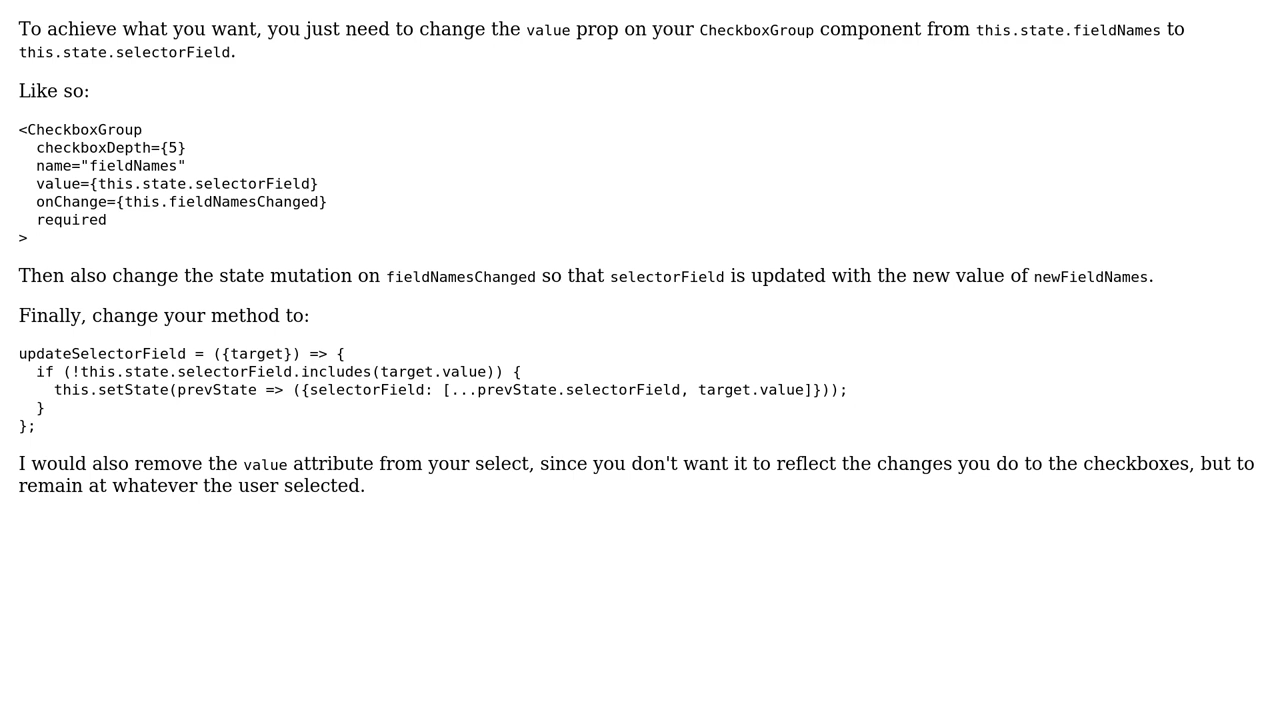 To achieve what you want, you just need to change the value prop on your CheckboxGroup component from this.state.fieldNames to
this.state.selectorField.
Like so:
<CheckboxGroup
  checkboxDepth={5}
  name="fieldNames"
  value={this.state.selectorField}
  onChange={this.fieldNamesChanged}
  required
>
Then also change the state mutation on fieldNamesChanged so that selectorField is updated with the new value of newFieldNames.
Finally, change your method to:
updateSelectorField = ({target}) => {
  if (!this.state.selectorField.includes(target.value)) {
    this.setState(prevState => ({selectorField: [...prevState.selectorField, target.value]}));
  }
};
I would also remove the value attribute from your select, since you don't want it to reflect the changes you do to the checkboxes, but to
remain at whatever the user selected.